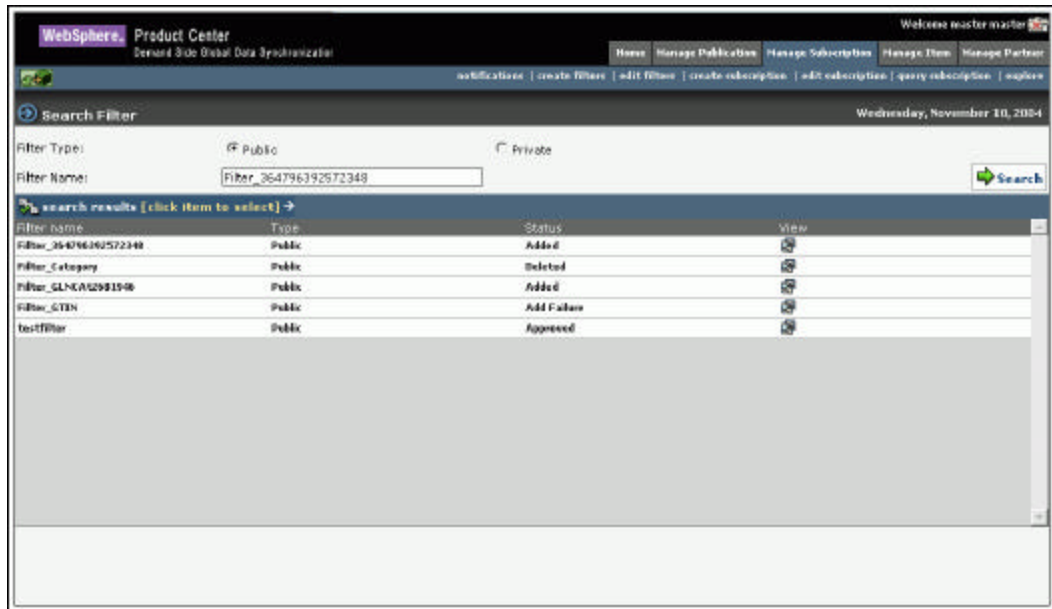 Welcome master master
WebSphere. Product Center
Demand Side Global Data Synchronization
Home Manage Publication Manage Subscription Manage Item Manage Partner
notifications | create filters | edit filters | create subscription | edit subscription | query subscription | explore
Search Filter Wednesday, November 10, 2004
Filter Type: Public Private
Filter Name: Filter_364796392572348 Search
search results [click item to select]
Filter name Type Status View
Filter_364796392572348 Public Added
Filter_Category Public Deleted
Public Added
Filter_GTIN Public Add Failure
testfilter Public Approved